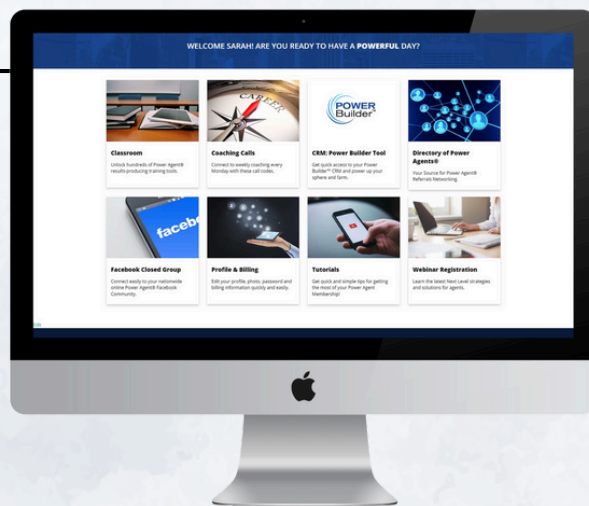 WELCOME SARAH! ARE YOU READY TO HAVE A POWERFUL DAY?
CAREER
POWER
Builder™
Classroom
Unlock hundreds of Power Agent®
results producing training tools.
Coaching Calls
Connect to weekly coaching every
Monday with these call codes.
CRM: Power Builder Tool
Get quick access to your Power
Builder™ CRM and power up your
sphere and farm.
Directory of Power
Agents®
Your Source for Power Agent®
Referrals Networking.
facebo
Facebook Closed Group
Connect easily to your nationwide
online Power Agent® Facebook
Community.
Profile & Billing
Edit your profile, photo, password and
billing information quickly and easily.
Tutorials
Get quick and simple tips for getting
the most of your Power Agent
Membership!
Webinar Registration
Learn the latest Next Level strategies
and solutions for agents.